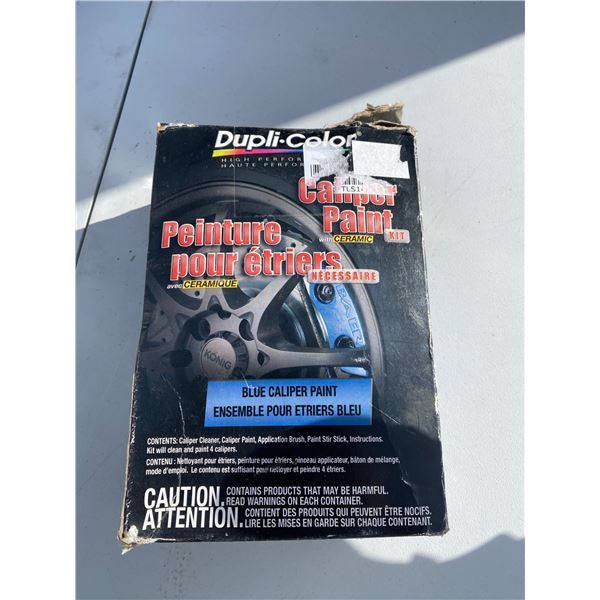 Dupli-Color
HIGH
HAUTE
TLS1
Caliper
Paint
with CERAMIC KIT
Peinture
pour étriers
avec CERAMIQUE NÉCESSAIRE
BAER
KONIG
BLUE CALIPER PAINT
ENSEMBLE POUR ETRIERS BLEU
CONTENTS: Caliper Cleaner, Caliper Paint, Application Brush, Paint Stir Stick, Instructions.
Kit will clean and paint 4 calipers.
CONTENU : Nettoyant pour étriers, peinture pour étriers, pinceau applicateur, bâton de mélange,
mode d'emploi. Le contenu est suffisant pour nettoyer et peindre 4 étriers.
CAUTION. CONTAINS PRODUCTS THAT MAY BE HARMFUL.
READ WARNINGS ON EACH CONTAINER.
ATTENTION. CONTIENT DES PRODUITS QUI PEUVENT ÊTRE NOCIFS.
LIRE LES MISES EN GARDE SUR CHAQUE CONTENANT.